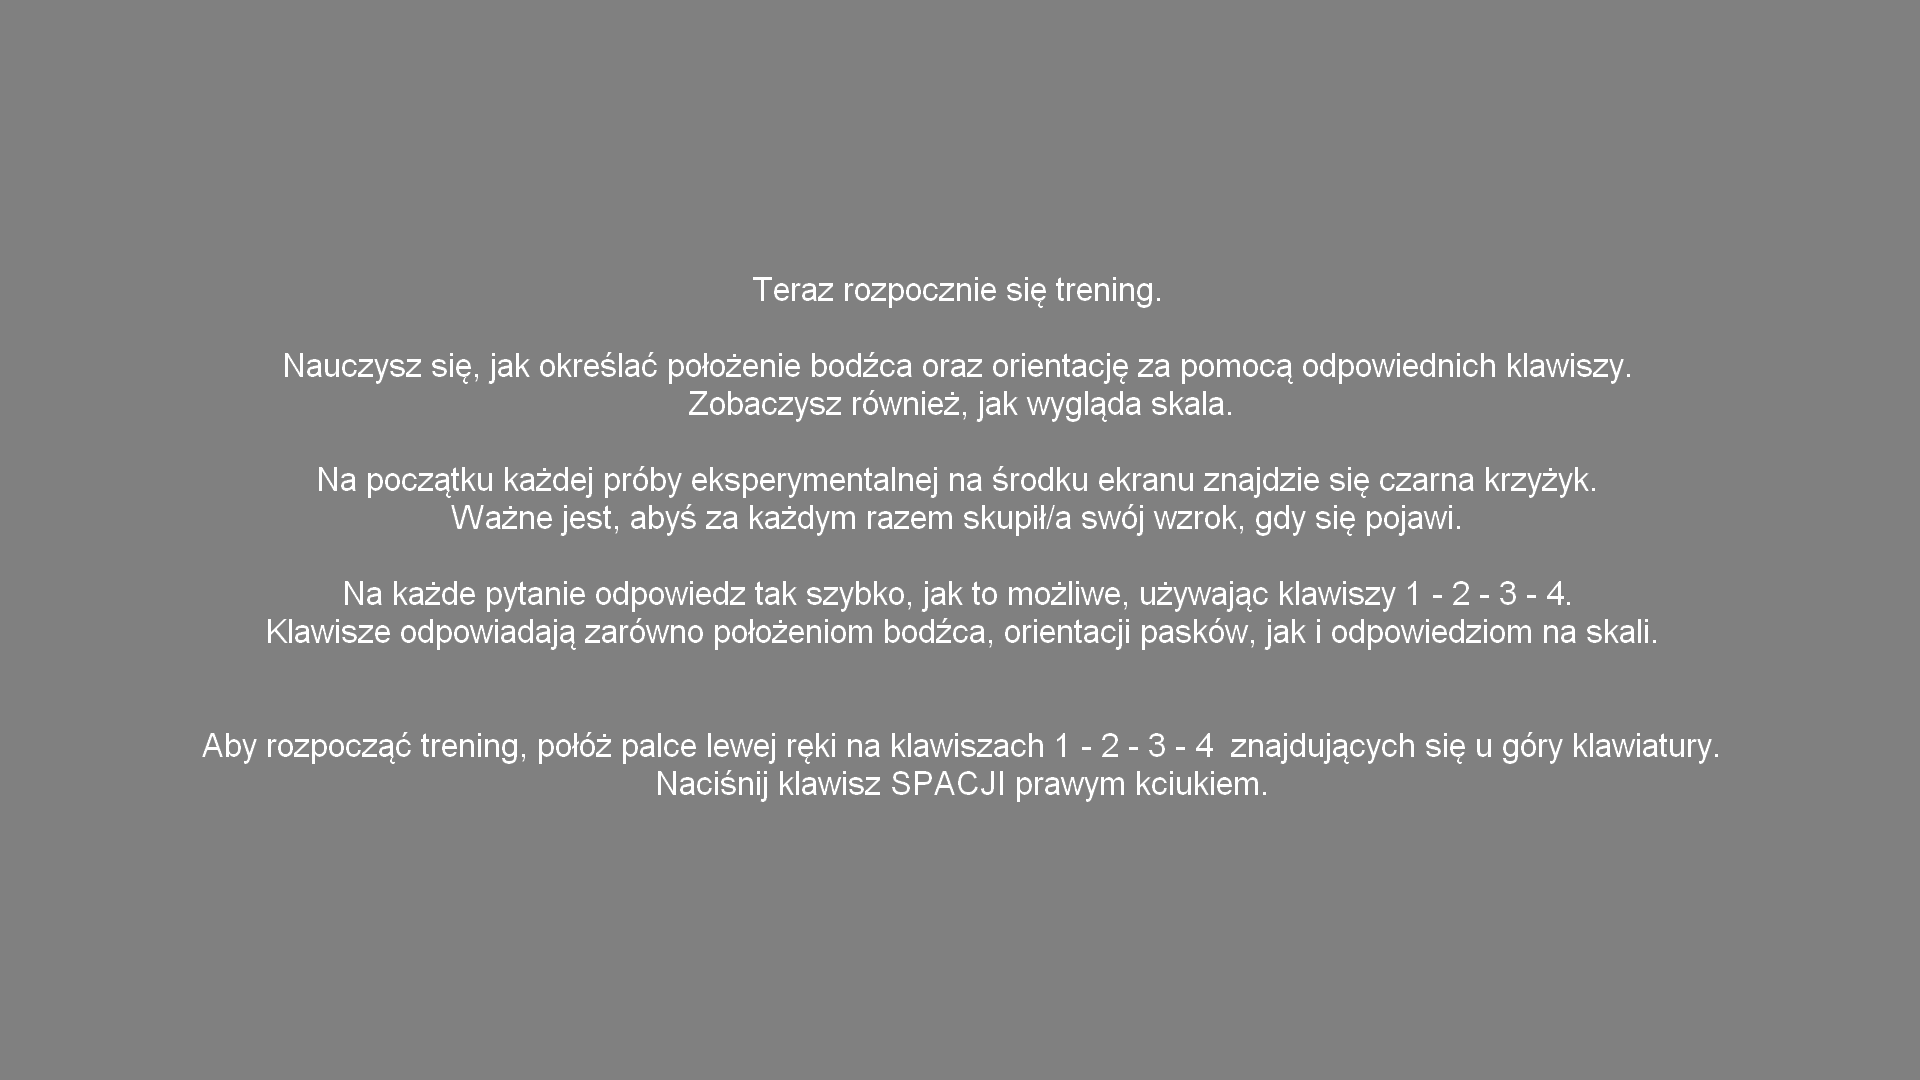 Teraz rozpocznie się trening.
Nauczysz się, jak określać położenie bodźca oraz orientację za pomocą odpowiednich klawiszy.
Zobaczysz również, jak wygląda skala.
Na początku każdej próby eksperymentalnej na środku ekranu znajdzie się czarna krzyżyk.
Ważne jest, abyś za każdym razem skupił/a swój wzrok, gdy się pojawi.
Na każde pytanie odpowiedz tak szybko, jak to możliwe, używając klawiszy 1 - 2 - 3 - 4.
Klawisze odpowiadają zarówno położeniom bodźca, orientacji pasków, jak i odpowiedziom na skali.
Aby rozpocząć trening, połóż palce lewej ręki na klawiszach 1 - 2 - 3 - 4  znajdujących się u góry klawiatury.
Naciśnij klawisz SPACJI prawym kciukiem.